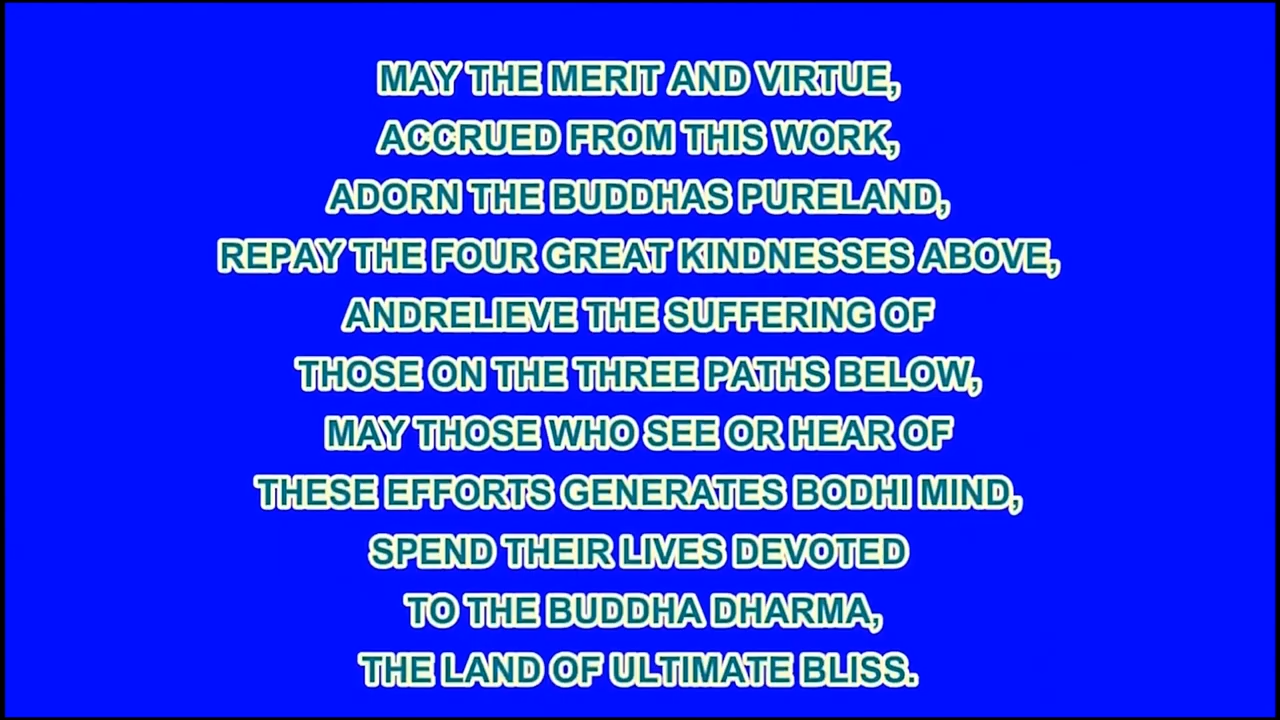 MAY THE MERIT AND VIRTUE,
ACCRUED FROM THIS WORK,
ADORN THE BUDDHAS PURELAND,
REPAY THE FOUR GREAT KINDNESSES ABOVE,
ANDRELIEVE THE SUFFERING OF
THOSE ON THE THREE PATHS BELOW,
MAY THOSE WHO SEE OR HEAR OF
THESE EFFORTS GENERATES BODHI MIND,
SPEND THEIR LIVES DEVOTED
TO THE BUDDHA DHARMA,
THE LAND OF ULTIMATE BLISS.